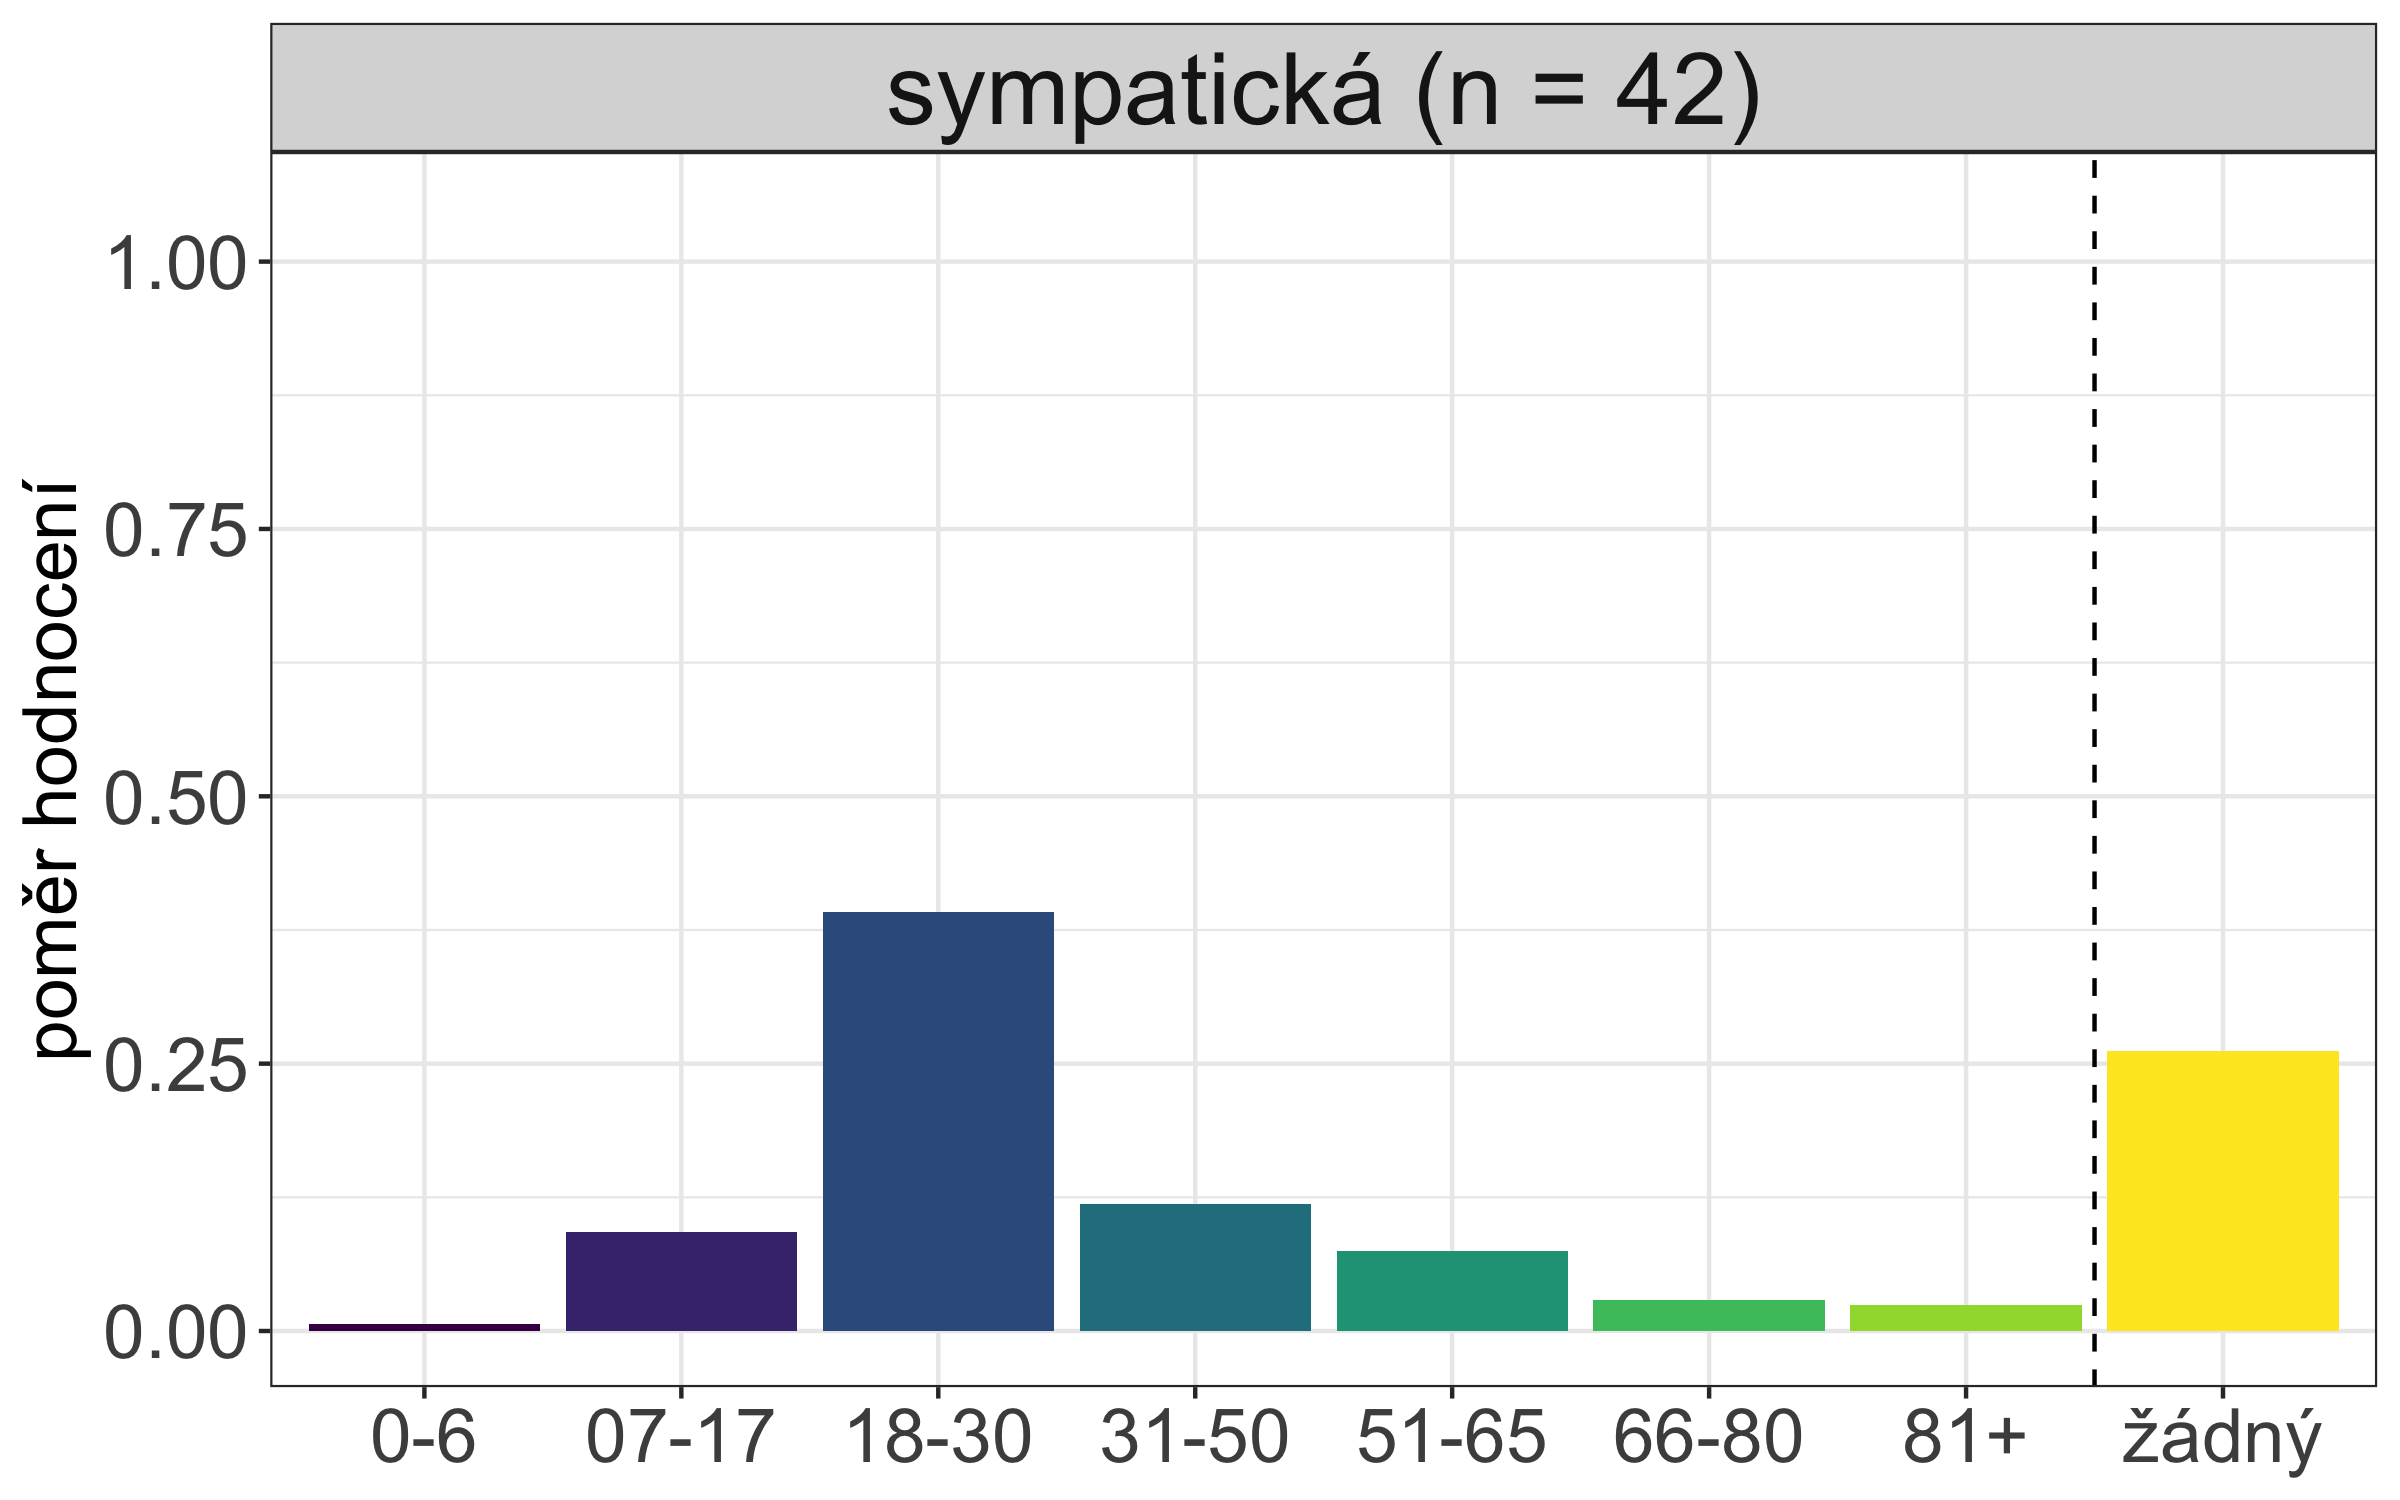 sympatická (n = 42)
poměr hodnocení
1.00
0.75
0.50
0.25
0.00
0-6 07-17 18-30 31-50 51-65 66-80 81+ žádný